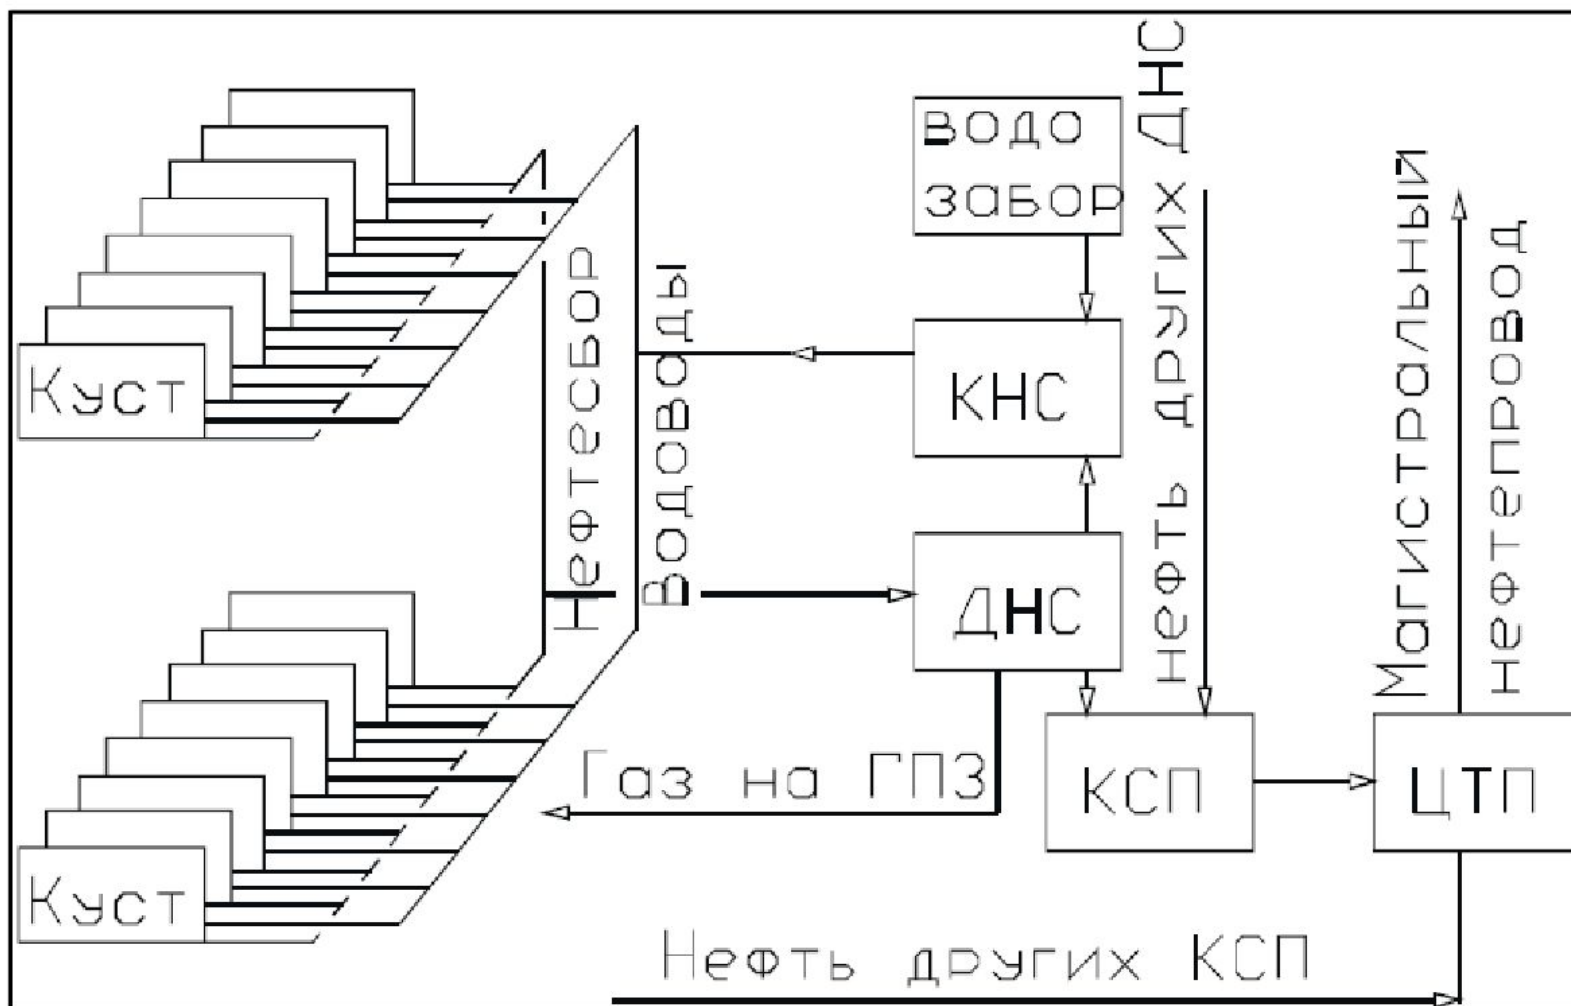 водо
забор
Куст
Нефтесбор
Водоводы
КНС
нефть других ДНС
Магистральный
нефтепровод
ДНС
Газ на ГПЗ
КСП
ЦТП
Куст
Нефть других КСП